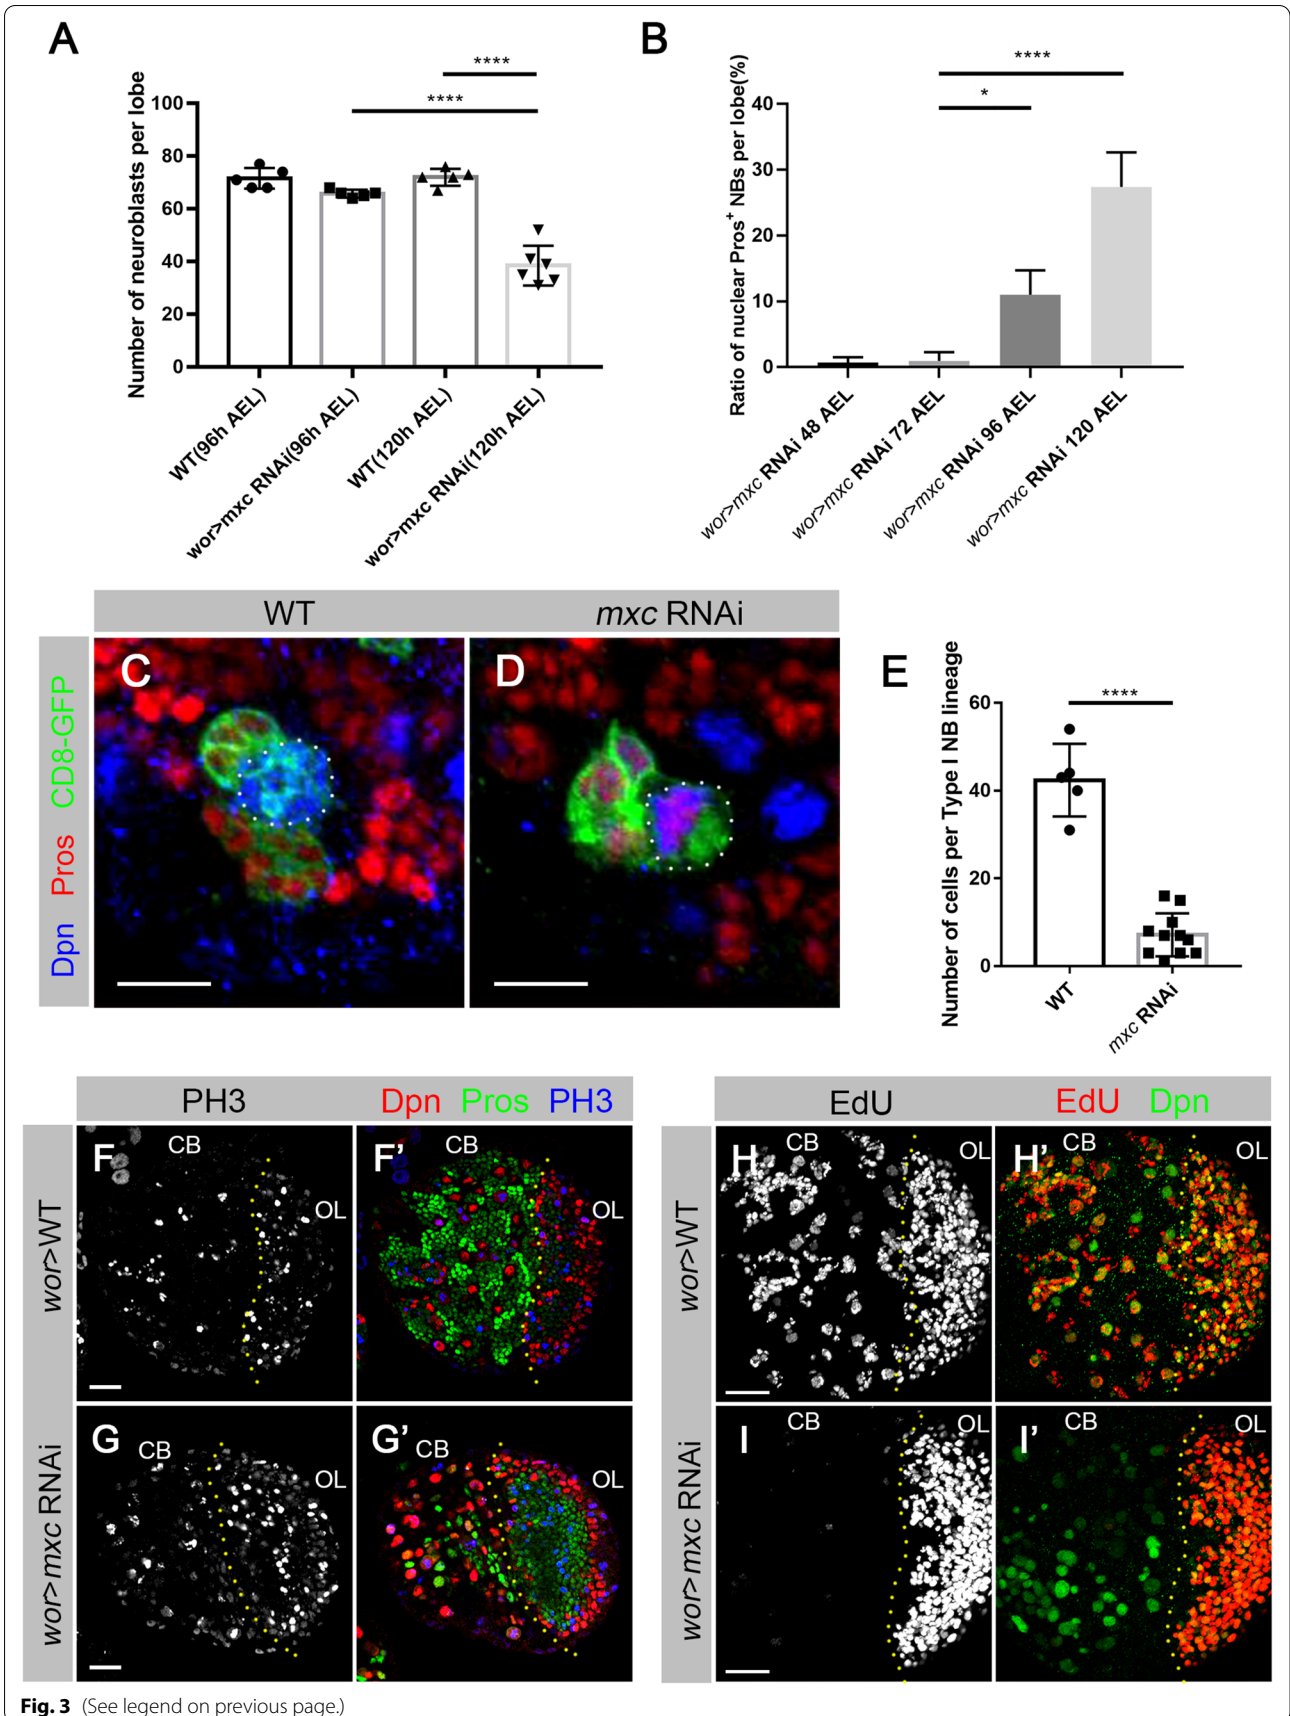 A
Number of neuroblasts per lobe
100
80
60
40
20
0
****
****
WT(96h AEL)
wor>mxc RNAi(96h AEL)
WT(120h AEL)
wor>mxc RNAi(120h AEL)
B
Ratio of nuclear Pros+ NBs per lobe(%)
40
30
20
10
0
****
*
wor>mxc RNAi 48 AEL
wor>mxc RNAi 72 AEL
wor>mxc RNAi 96 AEL
wor>mxc RNAi 120 AEL
WT
mxc RNAi
Dpn Pros CD8-GFP
C
D
E
Number of cells per Type I NB lineage
60
40
20
0
****
WT
mxc RNAi
PH3
Dpn Pros PH3
wor>WT
F
CB
OL
F'
CB
OL
wor>mxc RNAi
G
CB
OL
G'
CB
OL
EdU
EdU Dpn
wor>WT
H
CB
OL
H'
CB
OL
wor>mxc RNAi
I
CB
OL
I'
CB
OL
Fig. 3 (See legend on previous page.)